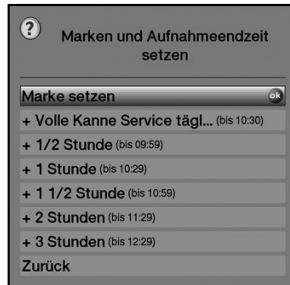 ?
Marken und Aufnahmeendzeit
setzen
Marke setzen ok
+ Volle Kanne Service tägl... (bis 10:30)
+ 1/2 Stunde (bis 09:59)
+ 1 Stunde (bis 10:29)
+ 1 1/2 Stunde (bis 10:59)
+ 2 Stunden (bis 11:29)
+ 3 Stunden (bis 12:29)
Zurück